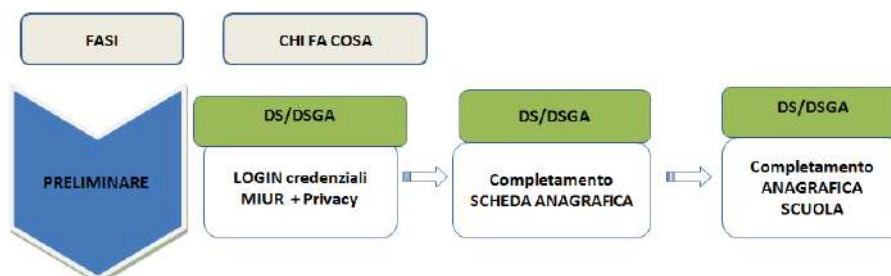 FASI
CHI FA COSA
PRELIMINARE
DS/DSGA
LOGIN credenziali
MIUR + Privacy
DS/DSGA
Completamento
SCHEDA ANAGRAFICA
DS/DSGA
Completamento
ANAGRAFICA
SCUOLA